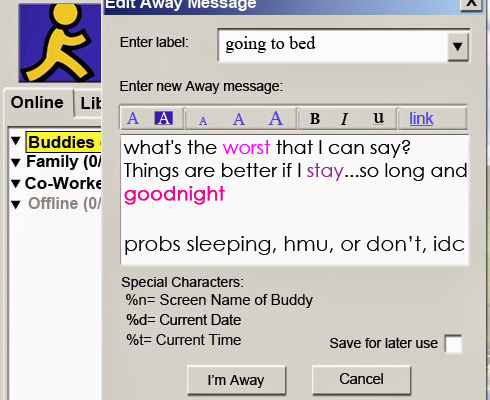 Edit Away Message
X
Enter label:
going to bed
Enter new Away message:
A A A A A B I u link
what's the worst that I can say?
Things are better if I stay...so long and
goodnight
probs sleeping, hmu, or don't, idc
Special Characters:
%n= Screen Name of Buddy
%d= Current Date
%t= Current Time
Save for later use
I'm Away
Cancel
Online
Lib
Buddies (
Family (0/
Co-Worke
Offline (0/